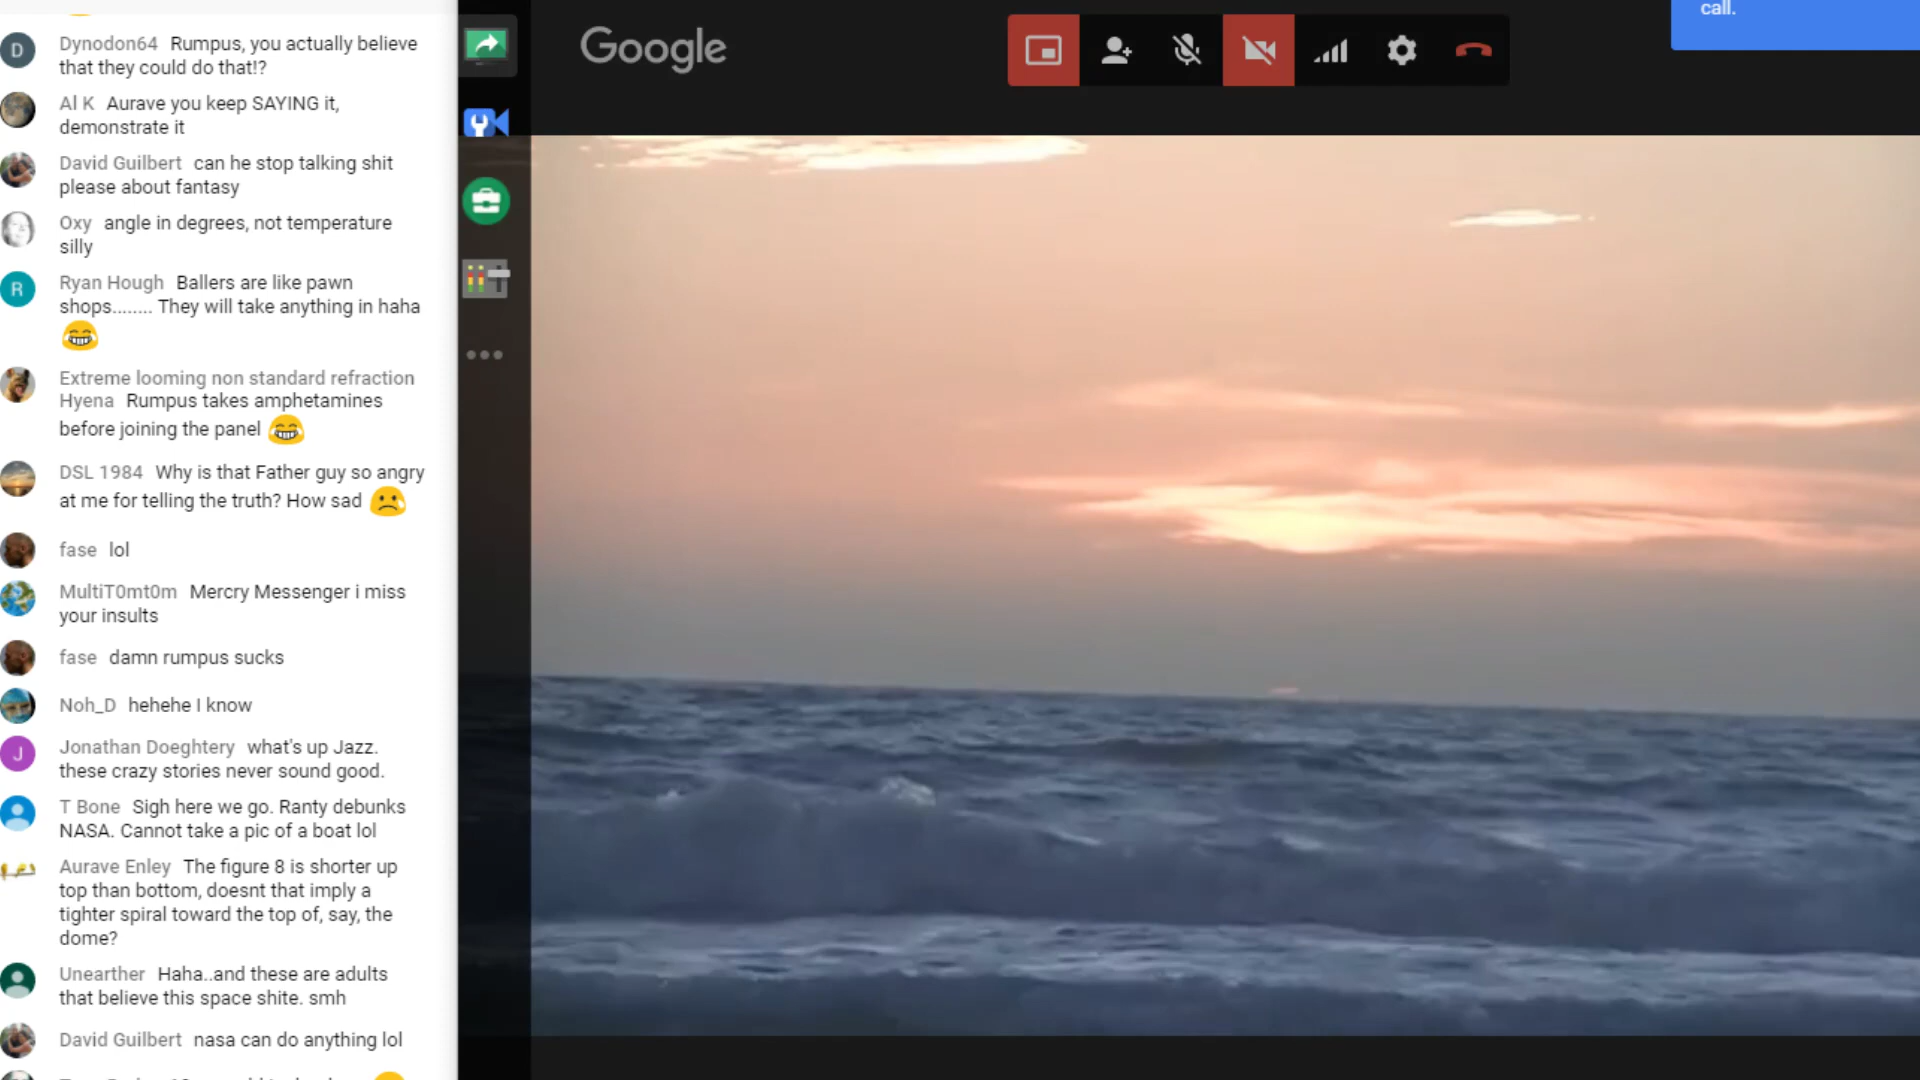 Dynodon64 Rumpus, you actually believe
that they could do that!?
Al K Aurave you keep SAYING it,
demonstrate it
David Guilbert can he stop talking shit
please about fantasy
Oxy angle in degrees, not temperature
silly
Ryan Hough Ballers are like pawn
shops........ They will take anything in haha
Extreme looming non standard refraction
Hyena Rumpus takes amphetamines
before joining the panel
DSL 1984 Why is that Father guy so angry
at me for telling the truth? How sad
fase lol
MultiT0mt0m Mercry Messenger i miss
your insults
fase damn rumpus sucks
Noh_D hehehe I know
Jonathan Doeghtery what's up Jazz.
these crazy stories never sound good.
T Bone Sigh here we go. Ranty debunks
NASA. Cannot take a pic of a boat lol
Aurave Enley The figure 8 is shorter up
top than bottom, doesnt that imply a
tighter spiral toward the top of, say, the
dome?
Unearther Haha..and these are adults
that believe this space shite. smh
David Guilbert nasa can do anything lol
D
R
J
Google
call.